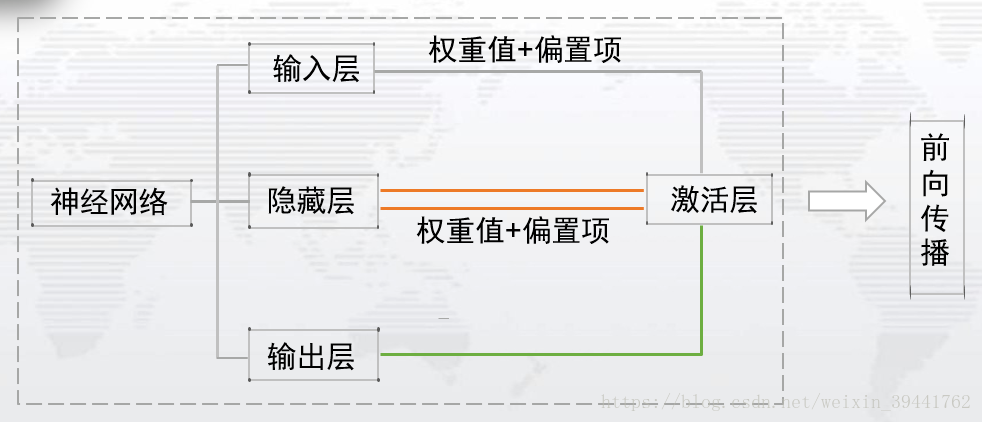 权重值+偏置项
输入层
神经网络
隐藏层
激活层
权重值+偏置项
输出层
前向传播
https://blog.csdn.net/weixin_39441762